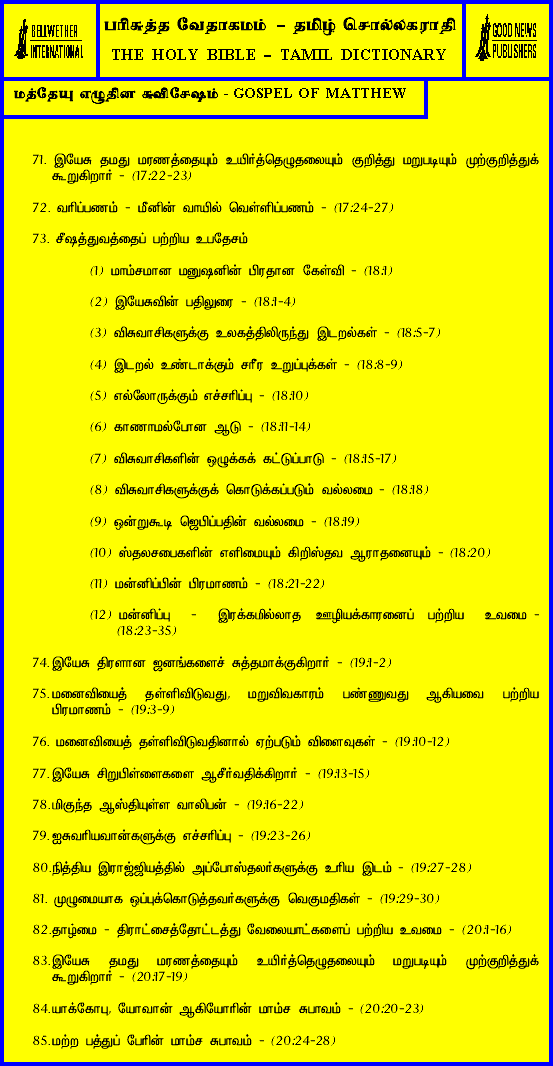 BELLWETHER
INTERNATIONAL
பரிசுத்த வேதாகமம் – தமிழ் சொல்லகராதி
THE HOLY BIBLE – TAMIL DICTIONARY
GOOD NEWS
PUBLISHERS
மத்தேயு எழுதின சுவிசேஷம் - GOSPEL OF MATTHEW
71. இயேசு தமது மரணத்தையும் உயிர்த்தெழுதலையும் குறித்து மறுபடியும் முற்குறித்துக்
கூறுகிறார் - (17:22-23)
72. வரிப்பணம் - மீனின் வாயில் வெள்ளிப்பணம் - (17:24-27)
73. சீஷத்துவத்தைப் பற்றிய உபதேசம்
(1) மாம்சமான மனுஷனின் பிரதான கேள்வி - (18:1)
(2) இயேசுவின் பதிலுரை - (18:1-4)
(3) விசுவாசிகளுக்கு உலகத்திலிருந்து இடறல்கள் - (18:5-7)
(4) இடறல் உண்டாக்கும் சரீர உறுப்புக்கள் - (18:8-9)
(5) எல்லோருக்கும் எச்சரிப்பு - (18:10)
(6) காணாமல்போன ஆடு - (18:11-14)
(7) விசுவாசிகளின் ஒழுக்கக் கட்டுப்பாடு - (18:15-17)
(8) விசுவாசிகளுக்குக் கொடுக்கப்படும் வல்லமை - (18:18)
(9) ஒன்றுகூடி ஜெபிப்பதின் வல்லமை - (18:19)
(10) ஸ்தலசபைகளின் எளிமையும் கிறிஸ்தவ ஆராதனையும் - (18:20)
(11) மன்னிப்பின் பிரமாணம் - (18:21-22)
(12) மன்னிப்பு - இரக்கமில்லாத ஊழியக்காரனைப் பற்றிய உவமை -
(18:23-35)
74.இயேசு திரளான ஜனங்களைச் சுத்தமாக்குகிறார் - (19:1-2)
75.மனைவியைத் தள்ளிவிடுவது, மறுவிவகாரம் பண்ணுவது ஆகியவை பற்றிய
பிரமாணம் - (19:3-9)
76. மனைவியைத் தள்ளிவிடுவதினால் ஏற்படும் விளைவுகள் - (19:10-12)
77.இயேசு சிறுபிள்ளைகளை ஆசீர்வதிக்கிறார் - (19:13-15)
78.மிகுந்த ஆஸ்தியுள்ள வாலிபன் - (19:16-22)
79.ஐசுவரியவான்களுக்கு எச்சரிப்பு - (19:23-26)
80.நித்திய இராஜ்ஜியத்தில் அப்போஸ்தலர்களுக்கு உரிய இடம் - (19:27-28)
81. முழுமையாக ஒப்புக்கொடுத்தவர்களுக்கு வெகுமதிகள் - (19:29-30)
82.தாழ்மை - திராட்சைத்தோட்டத்து வேலையாட்களைப் பற்றிய உவமை - (20:1-16)
83.இயேசு தமது மரணத்தையும் உயிர்த்தெழுதலையும் மறுபடியும் முற்குறித்துக்
கூறுகிறார் - (20:17-19)
84.யாக்கோபு, யோவான் ஆகியோரின் மாம்ச சுபாவம் - (20:20-23)
85.மற்ற பத்துப் பேரின் மாம்ச சுபாவம் - (20:24-28)